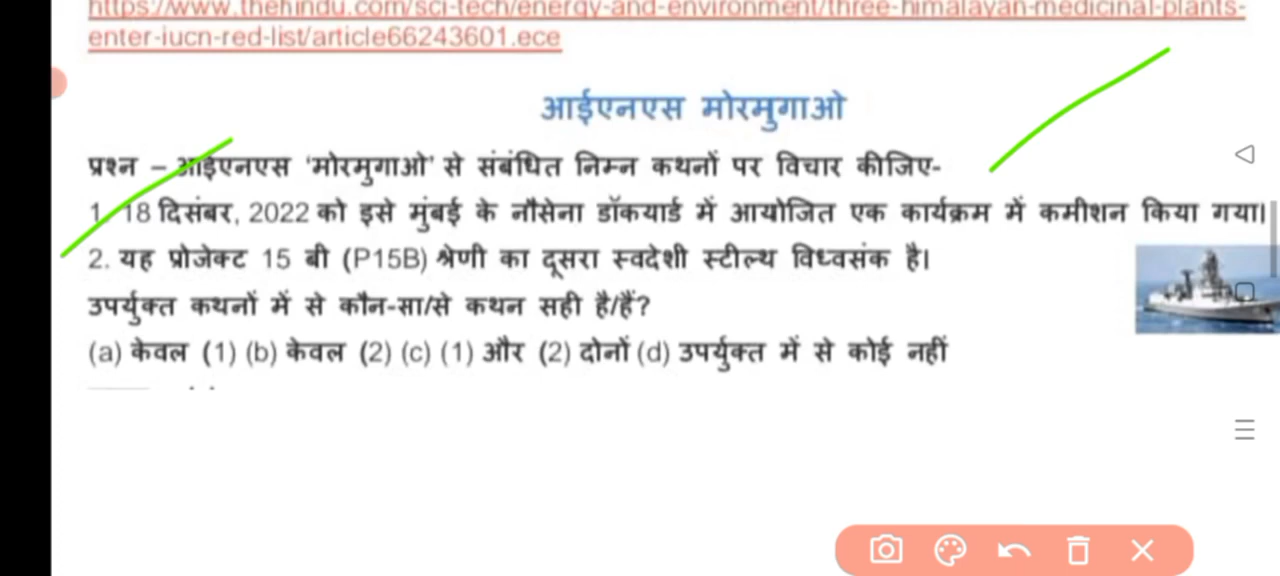 https://www.thehindu.com/sci-tech/energy-and-environment/three-himalayan-medicinal-plants-
enter-iucn-red-list/article66243601.ece
आईएनएस मोरमुगाओ
प्रश्न – आईएनएस 'मोरमुगाओ' से संबंधित निम्न कथनों पर विचार कीजिए-
1. 18 दिसंबर, 2022 को इसे मुंबई के नौसेना डॉकयार्ड में आयोजित एक कार्यक्रम में कमीशन किया गया।
2. यह प्रोजेक्ट 15 बी (P15B) श्रेणी का दूसरा स्वदेशी स्टील्थ विध्वसंक है।
उपर्युक्त कथनों में से कौन-सा/से कथन सही है/हैं?
(a) केवल (1) (b) केवल (2) (c) (1) और (2) दोनों (d) उपर्युक्त में से कोई नहीं